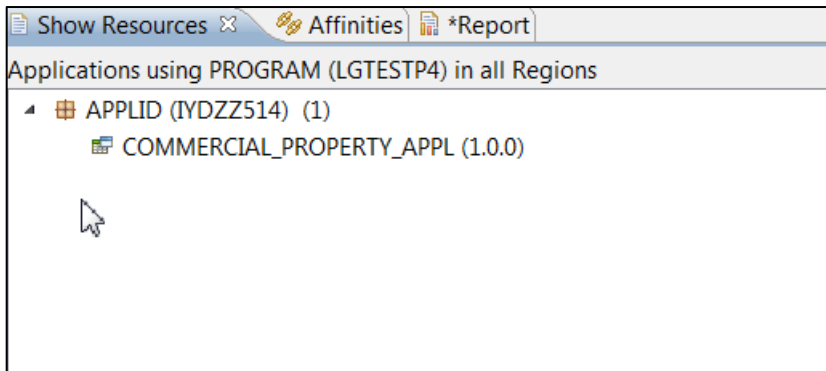 Show Resources Affinities *Report
Applications using PROGRAM (LGTESTP4) in all Regions
APPLID (IYDZZ514) (1)
COMMERCIAL_PROPERTY_APPL (1.0.0)